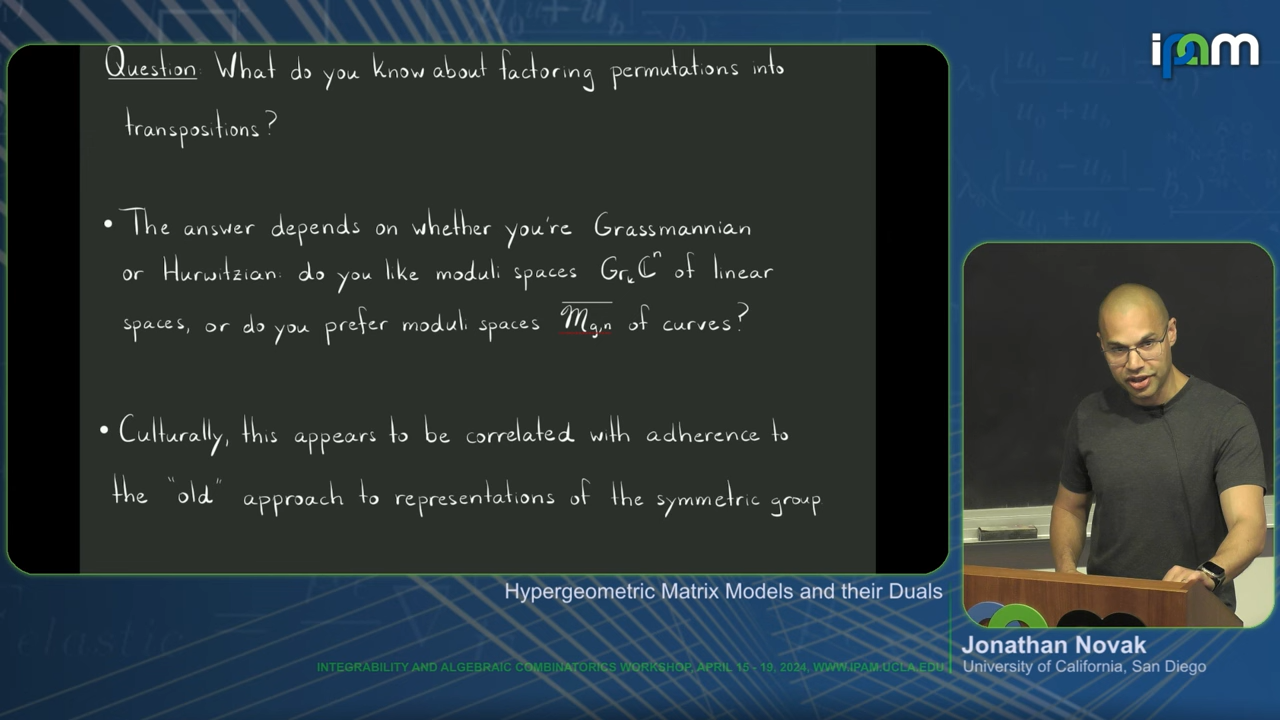 Question: What do you know about factoring permutations into
transpositions?
• The answer depends on whether you're Grassmannian
or Hurwitzian: do you like moduli spaces Gr_k ℂ^n of linear
spaces, or do you prefer moduli spaces \overline{M}_{g,n} of curves?
• Culturally, this appears to be correlated with adherence to
the "old" approach to representations of the symmetric group
ipam
Hypergeometric Matrix Models and their Duals
Jonathan Novak
University of California, San Diego
INTEGRABILITY AND ALGEBRAIC COMBINATORICS WORKSHOP, APRIL 15 - 19, 2024, WWW.IPAM.UCLA.EDU
elastic